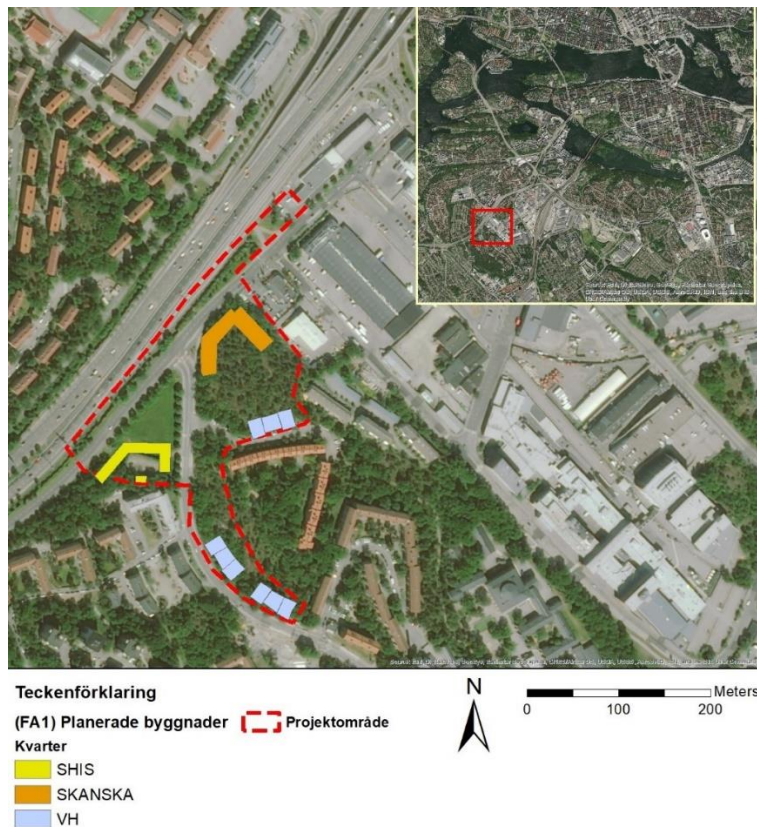 Teckenförklaring
N
Meters
(FA1) Planerade byggnader
Projektområde
0 100 200
Kvarter
SHIS
SKANSKA
VH